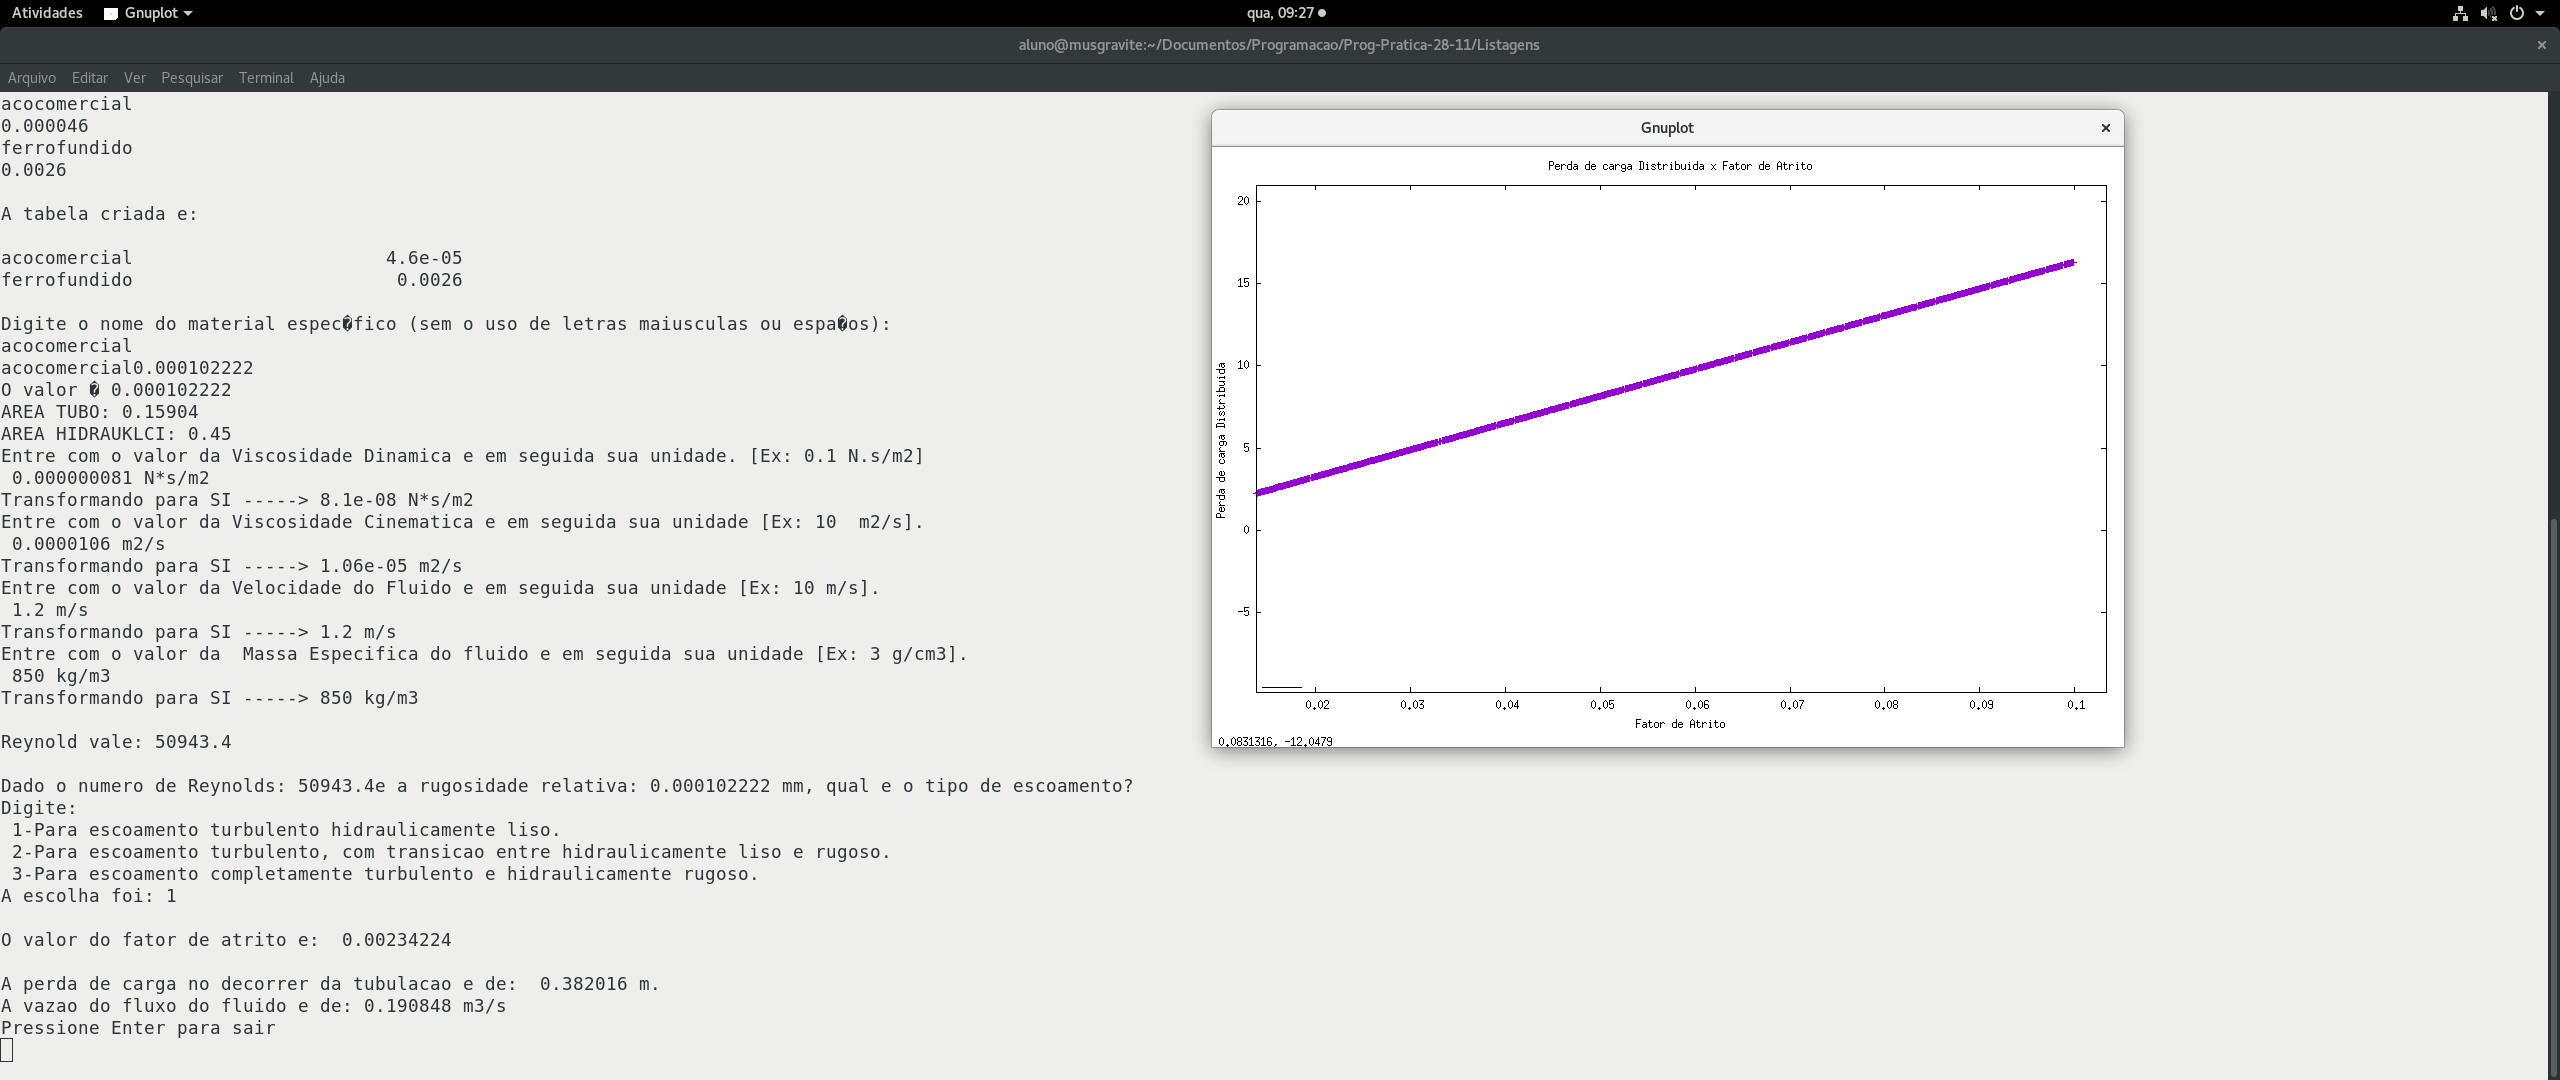 Atividades Gnuplot qua, 09:27
aluno@musgravite:~/Documentos/Programacao/Prog-Pratica-28-11/Listagens
Arquivo Editar Ver Pesquisar Terminal Ajuda
acocomercial
0.000046
ferrofundido
0.0026
A tabela criada e:
acocomercial 4.6e-05
ferrofundido 0.0026
Digite o nome do material espec�fico (sem o uso de letras maiusculas ou espa�os):
acocomercial
acocomercial0.000102222
O valor � 0.000102222
AREA TUBO: 0.15904
AREA HIDRAUKLCI: 0.45
Entre com o valor da Viscosidade Dinamica e em seguida sua unidade. [Ex: 0.1 N.s/m2]
0.000000081 N*s/m2
Transformando para SI -----> 8.1e-08 N*s/m2
Entre com o valor da Viscosidade Cinematica e em seguida sua unidade [Ex: 10  m2/s].
0.0000106 m2/s
Transformando para SI -----> 1.06e-05 m2/s
Entre com o valor da Velocidade do Fluido e em seguida sua unidade [Ex: 10 m/s].
1.2 m/s
Transformando para SI -----> 1.2 m/s
Entre com o valor da  Massa Especifica do fluido e em seguida sua unidade [Ex: 3 g/cm3].
850 kg/m3
Transformando para SI -----> 850 kg/m3
Reynold vale: 50943.4
Dado o numero de Reynolds: 50943.4e a rugosidade relativa: 0.000102222 mm, qual e o tipo de escoamento?
Digite:
1-Para escoamento turbulento hidraulicamente liso.
2-Para escoamento turbulento, com transicao entre hidraulicamente liso e rugoso.
3-Para escoamento completamente turbulento e hidraulicamente rugoso.
A escolha foi: 1
O valor do fator de atrito e:  0.00234224
A perda de carga no decorrer da tubulacao e de:  0.382016 m.
A vazao do fluxo do fluido e de: 0.190848 m3/s
Pressione Enter para sair
Gnuplot
Perda de carga Distribuida x Fator de Atrito
20
15
10
5
0
-5
Perda de carga Distribuida
0.02 0.03 0.04 0.05 0.06 0.07 0.08 0.09 0.1
Fator de Atrito
0.0831316, -12.0479